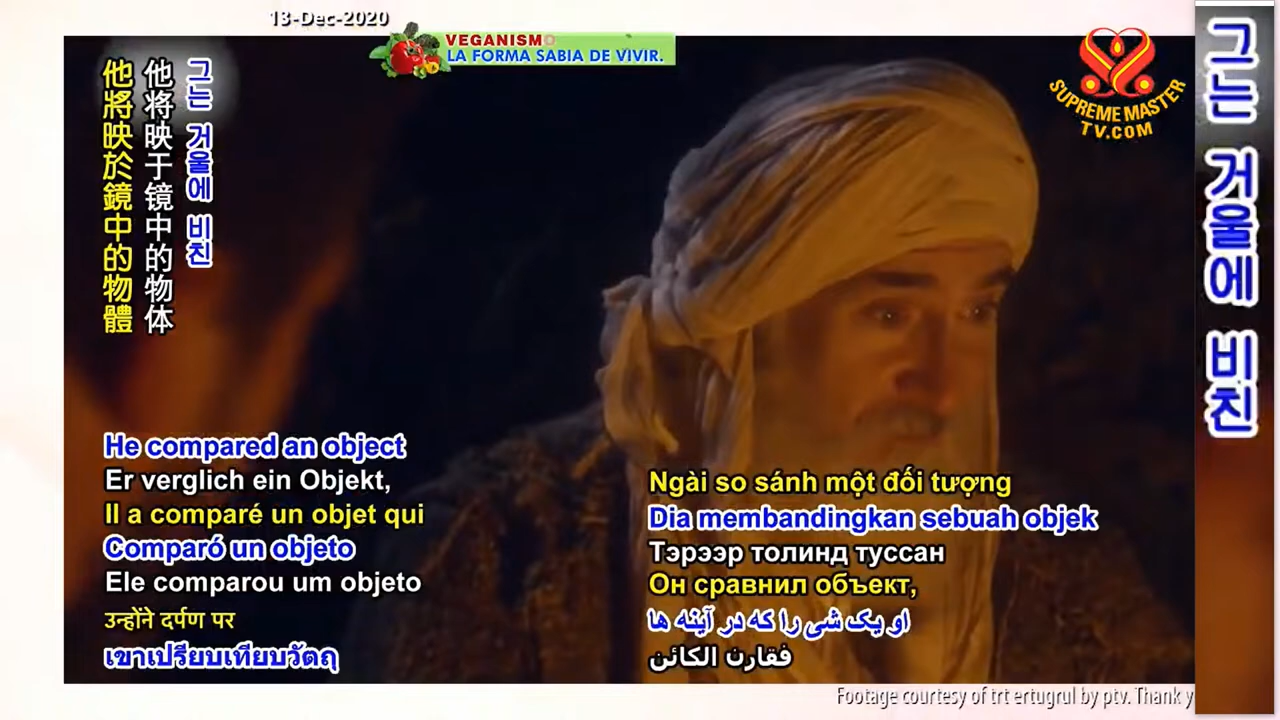 13-Dec-2020
VEGANISMO
LA FORMA SABIA DE VIVIR.
SUPREME MASTER
TV.COM
그는 거울에 비친
他将映于镜中的物体
他將映於鏡中的物體
그는 거울에 비친
He compared an object
Er verglich ein Objekt,
Il a comparé un objet qui
Comparó un objeto
Ele comparou um objeto
उन्होंने दर्पण पर
เขาเปรียบเทียบวัตถุ
Ngài so sánh một đối tượng
Dia membandingkan sebuah objek
Тэрээр толинд туссан
Он сравнил объект,
او یک شی را که در آینه ها
فقارن الكائن
Footage courtesy of trt ertugrul by ptv. Thank y